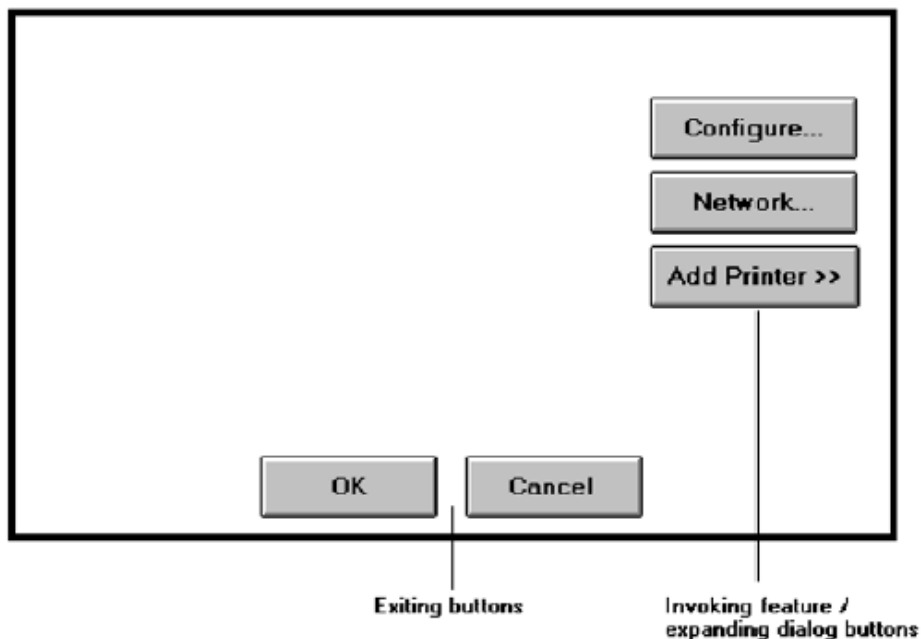 Configure...
Network...
Add Printer >>
OK
Cancel
Exiting buttons
Invoking feature /
expanding dialog buttons